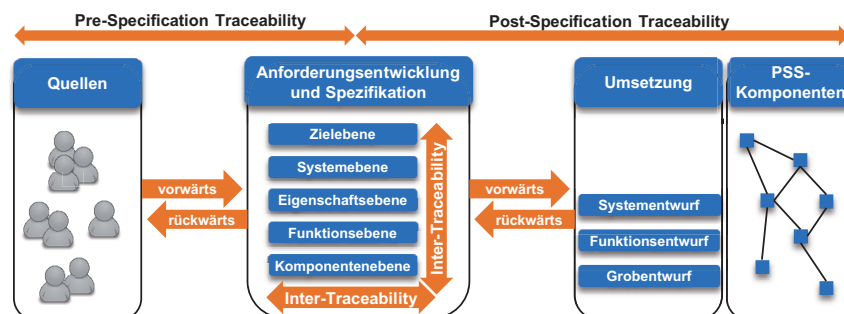 Pre-Specification Traceability
Post-Specification Traceability
Quellen
Anforderungsentwicklung
und Spezifikation
Umsetzung
PSS-
Komponenten
Zielebene
Systemebene
Eigenschaftsebene
Funktionsebene
Komponentenebene
Inter-Traceability
Inter-Traceability
vorwärts
rückwärts
vorwärts
rückwärts
Systementwurf
Funktionsentwurf
Grobentwurf